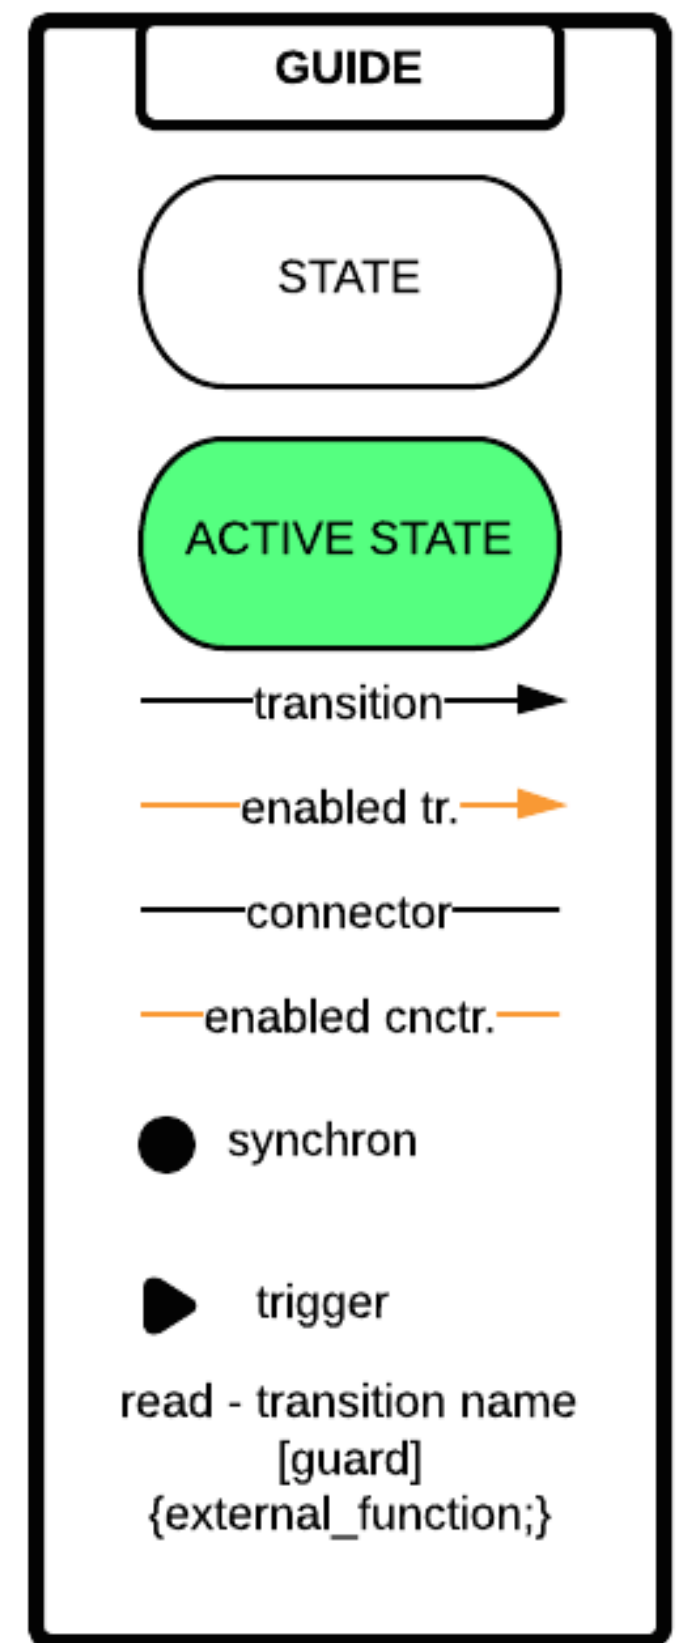 GUIDE
STATE
ACTIVE STATE
transition
enabled tr.
connector
enabled cnctr.
synchron
trigger
read - transition name
[guard]
{external_function;}